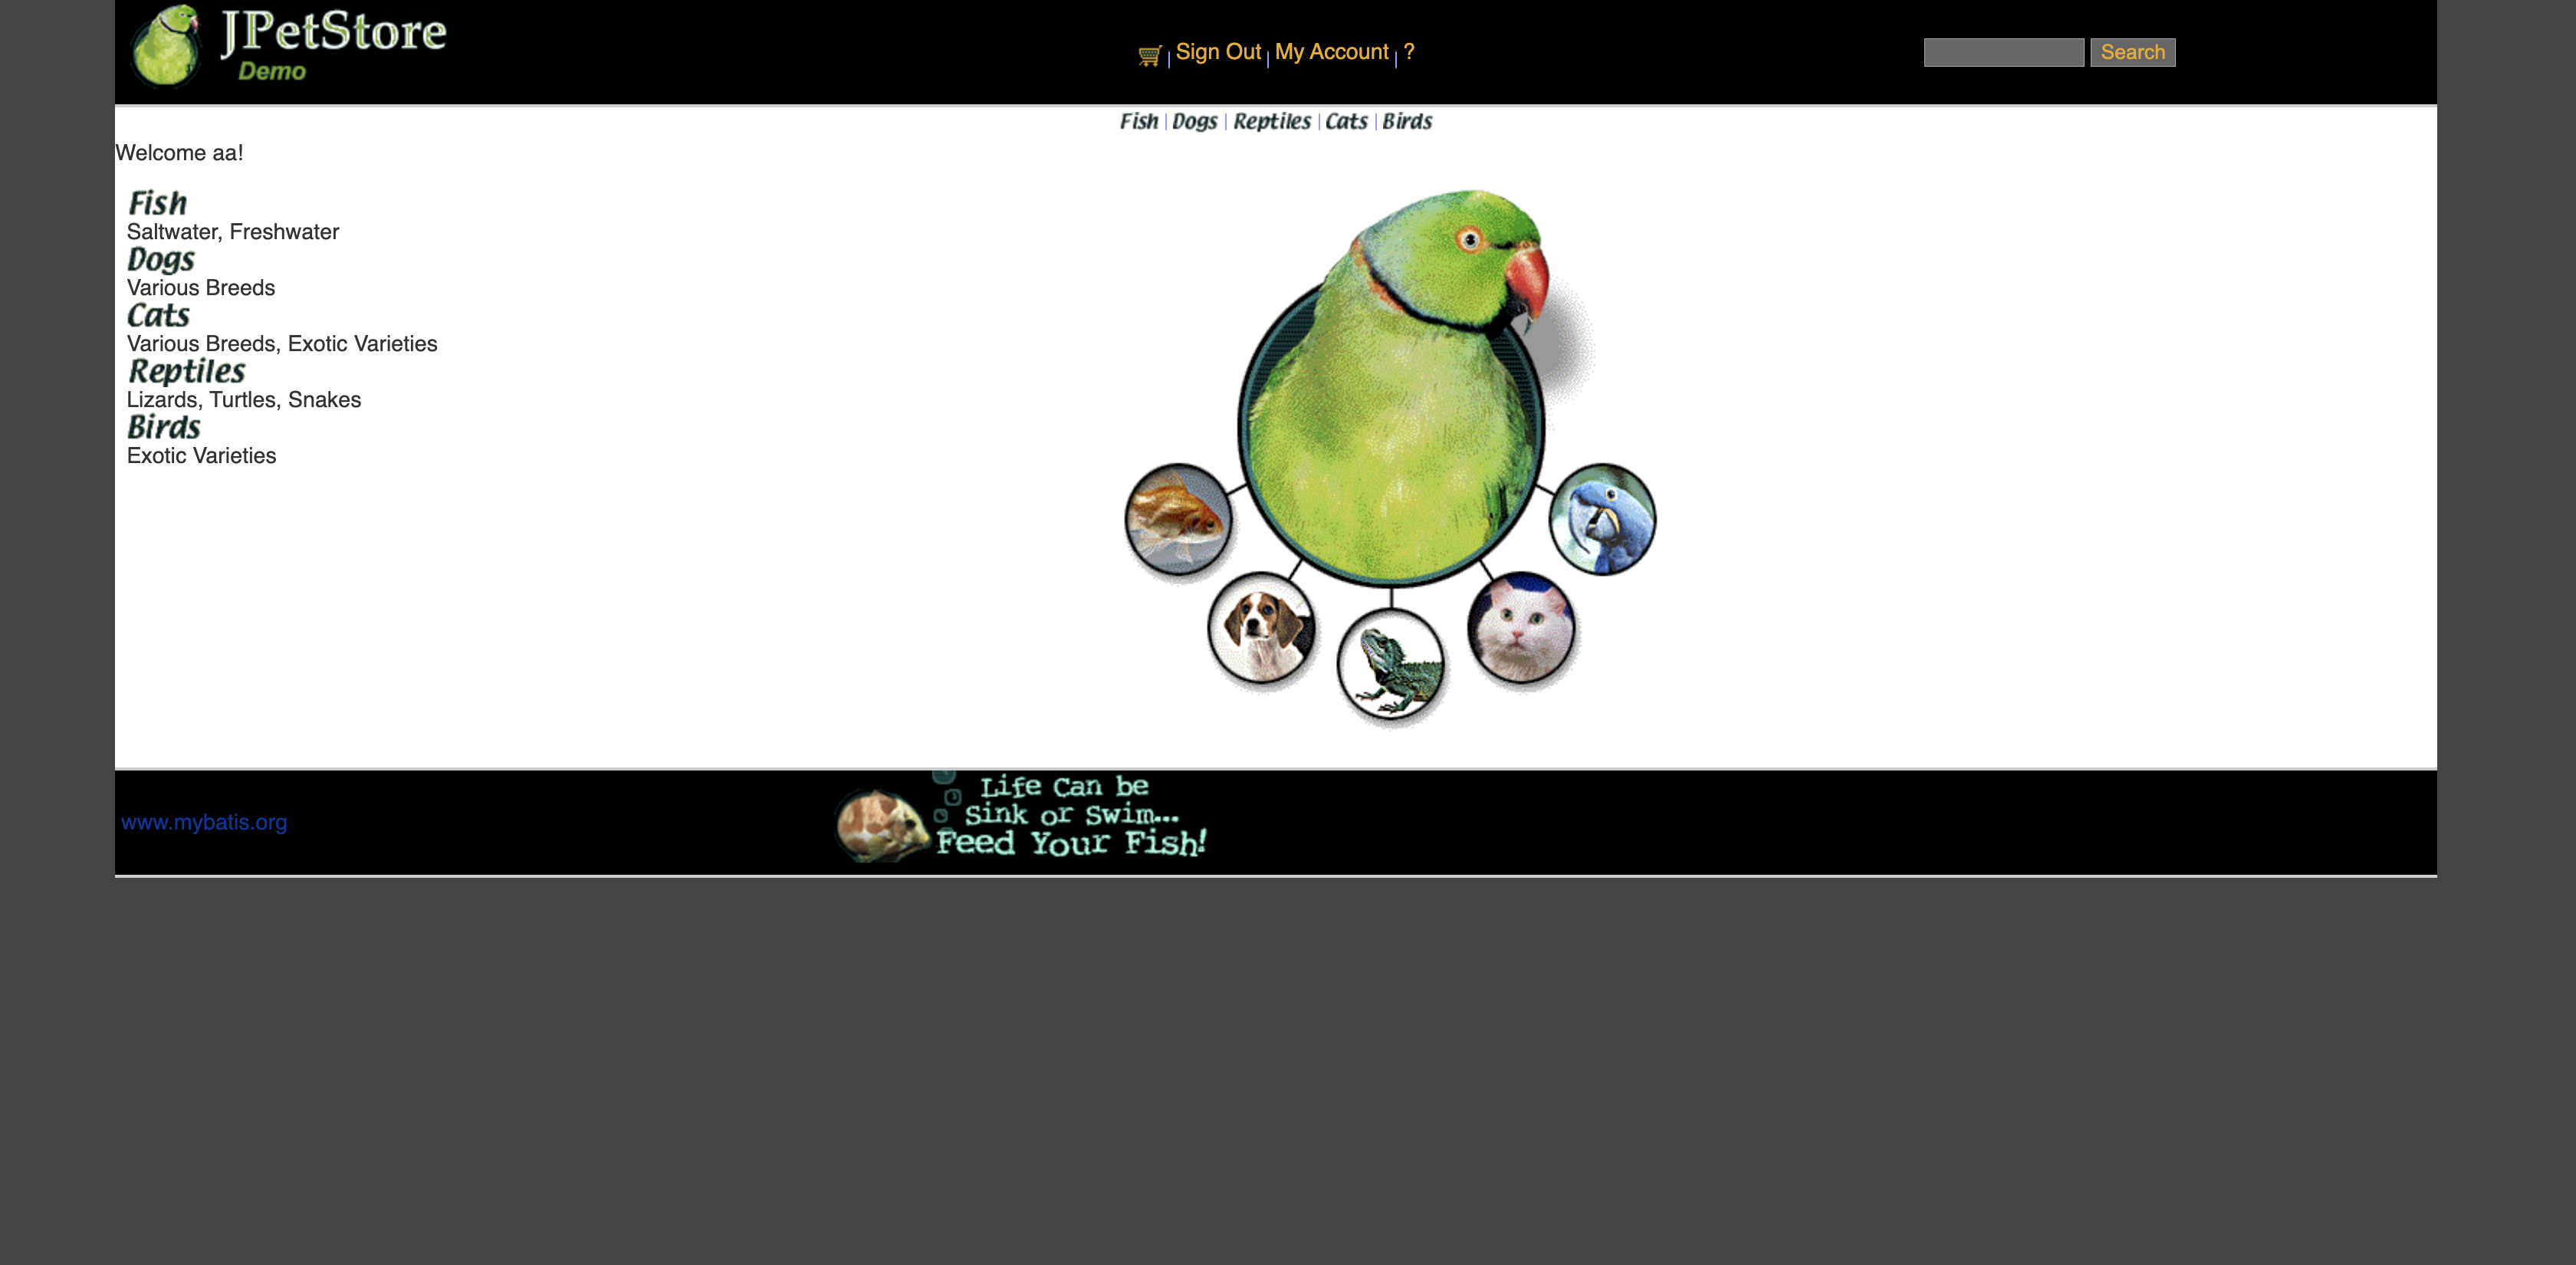 JPetStore
Demo
Sign Out | My Account | ?
Search
Fish | Dogs | Reptiles | Cats | Birds
Welcome aa!
Fish
Saltwater, Freshwater
Dogs
Various Breeds
Cats
Various Breeds, Exotic Varieties
Reptiles
Lizards, Turtles, Snakes
Birds
Exotic Varieties
www.mybatis.org
Life Can be
Sink or Swim...
Feed Your Fish!